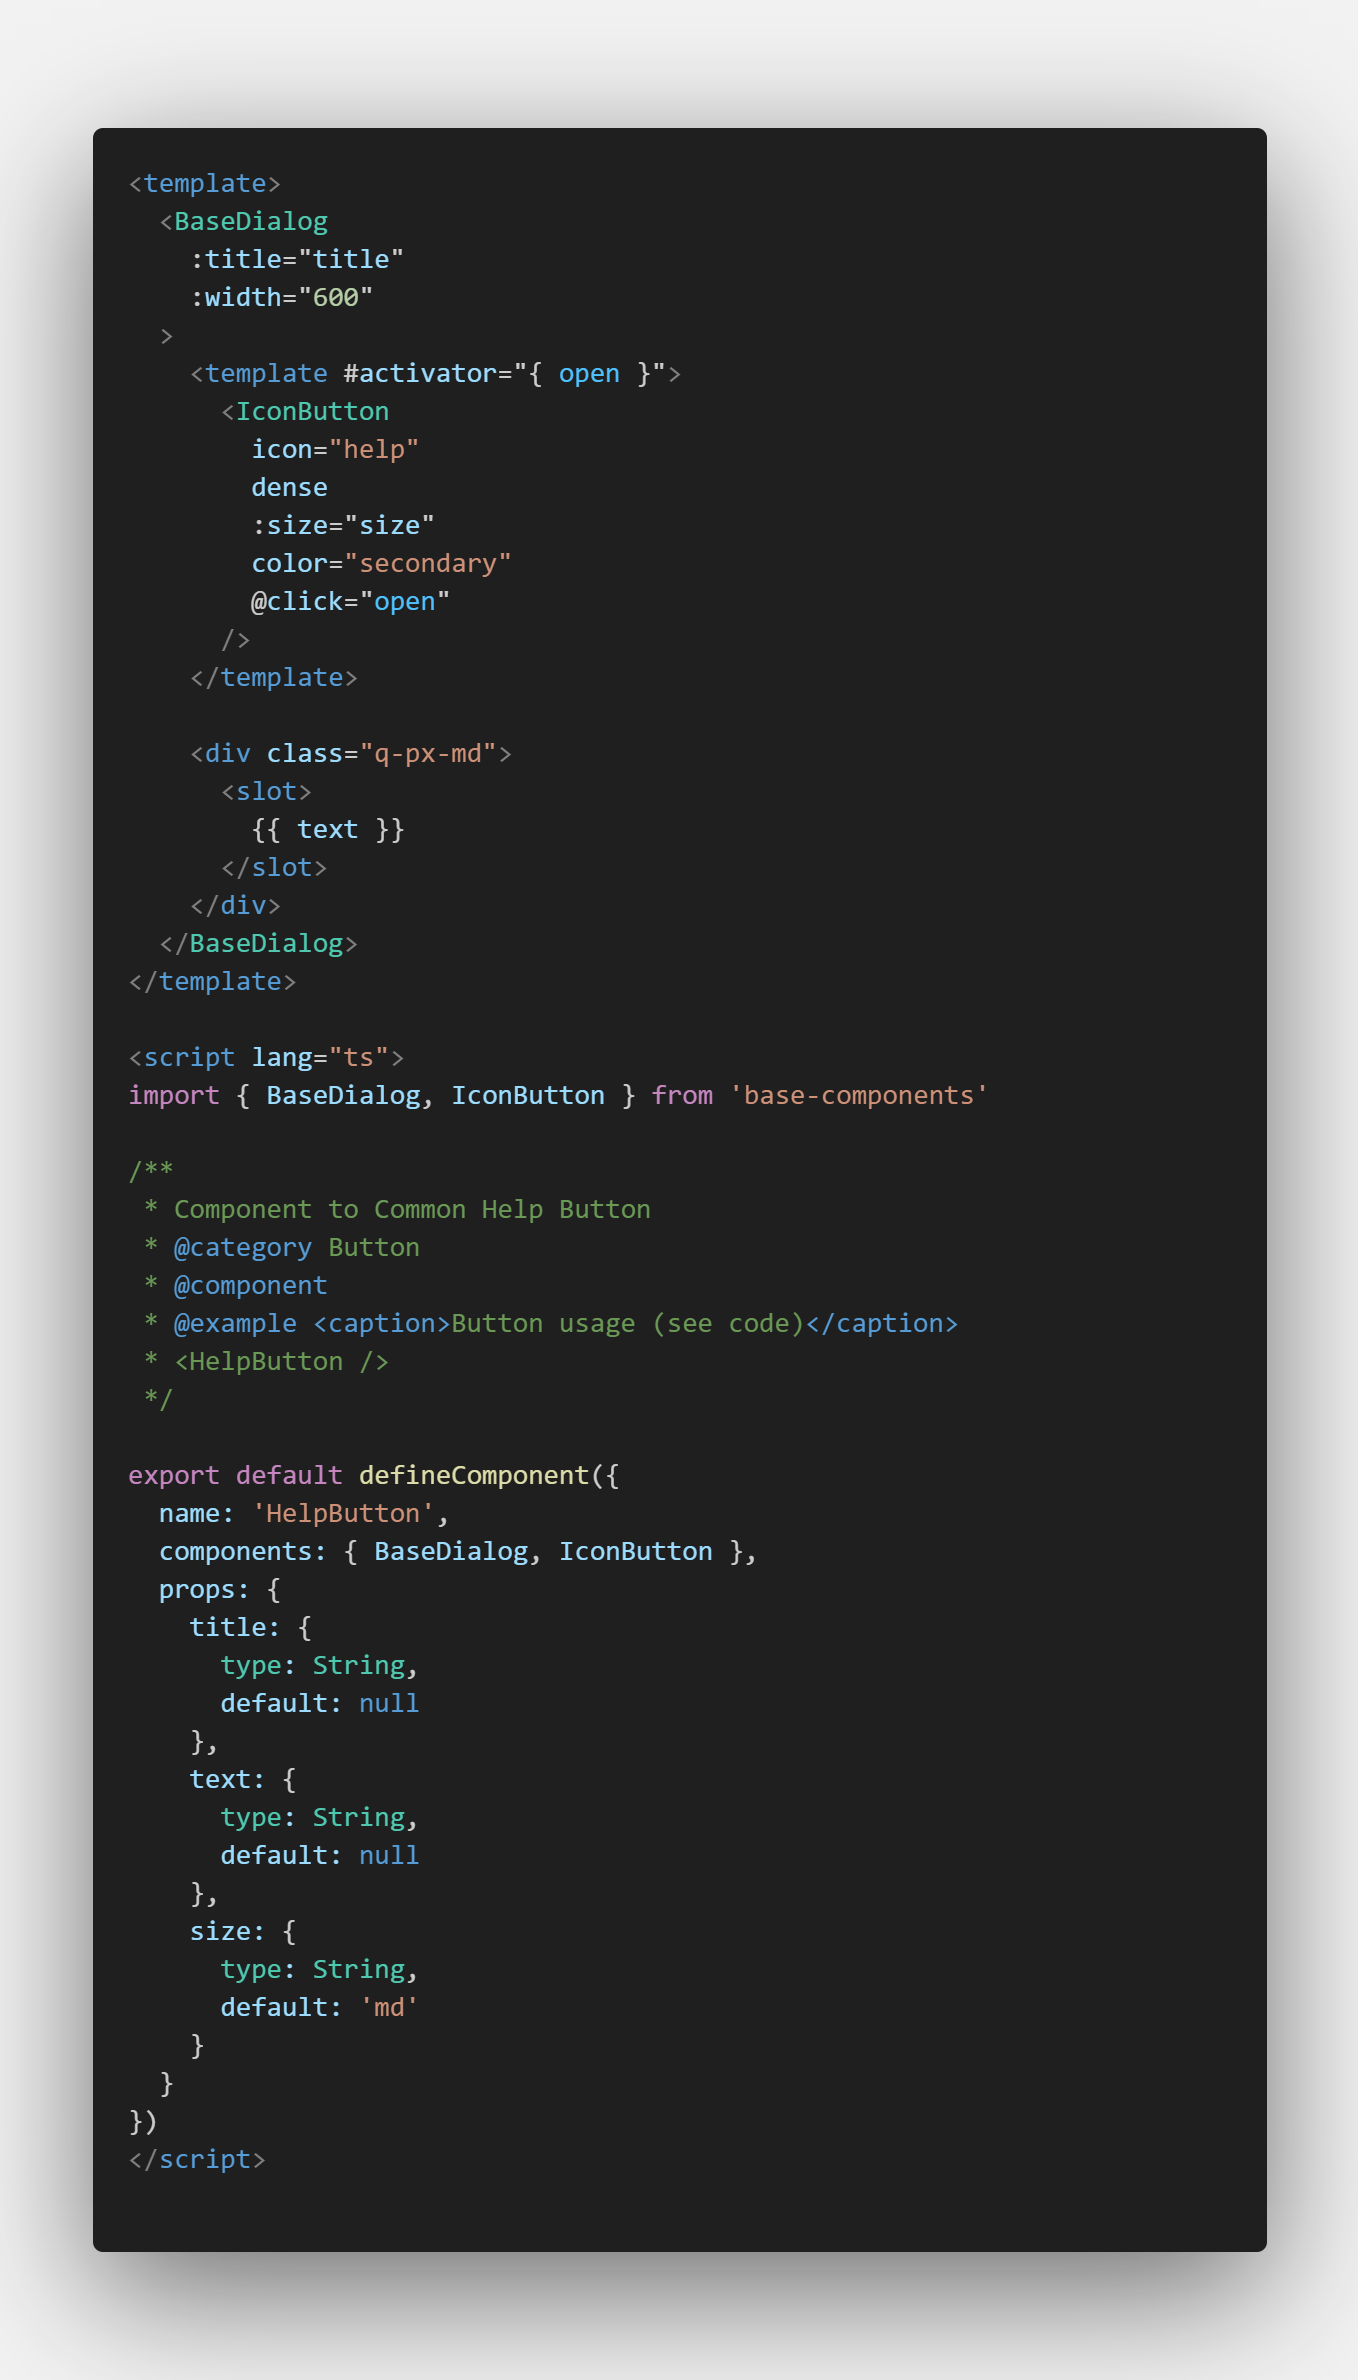 <template>
  <BaseDialog
    :title="title"
    :width="600"
  >
    <template #activator="{ open }">
      <IconButton
        icon="help"
        dense
        :size="size"
        color="secondary"
        @click="open"
      />
    </template>

    <div class="q-px-md">
      <slot>
        {{ text }}
      </slot>
    </div>
  </BaseDialog>
</template>

<script lang="ts">
import { BaseDialog, IconButton } from 'base-components'

/**
 * Component to Common Help Button
 * @category Button
 * @component
 * @example <caption>Button usage (see code)</caption>
 * <HelpButton />
 */

export default defineComponent({
  name: 'HelpButton',
  components: { BaseDialog, IconButton },
  props: {
    title: {
      type: String,
      default: null
    },
    text: {
      type: String,
      default: null
    },
    size: {
      type: String,
      default: 'md'
    }
  }
})
</script>